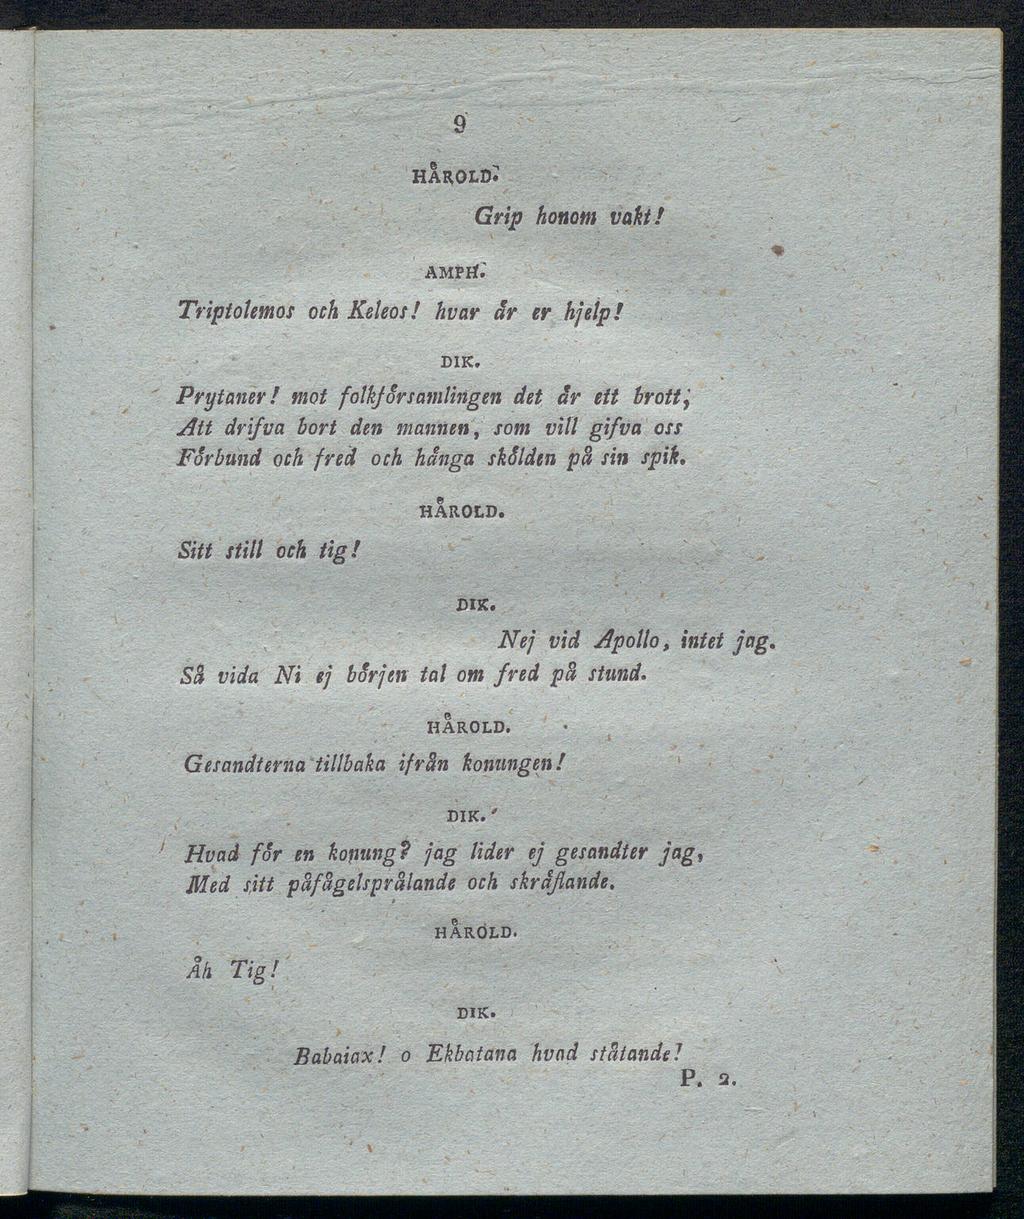 9
HÅROLD.
Grip honom vakt!
AMPH.
Triptolemos och Keleos! hvar är er hjelp!
DIK.
Prytaner! mot folkförsamlingen det är ett brott,
Att drifva bort den mannen, som vill gifva oss
Förbund och fred och hänga skölden på sin spik.
HÅROLD.
Sitt still och tig!
DIK.
Nej vid Apollo, intet jag.
Så vida Ni ej börjen tal om fred på stund.
HÅROLD.
Gesandterna tillbaka ifrån konungen!
DIK.
Hvad för en konung? jag lider ej gesandter jag,
Med sitt påfågelsprålande och skräflande.
HÅROLD.
Åh Tig!
DIK.
Babaiax! o Ekbatana hvad ståtande!
P. 2.